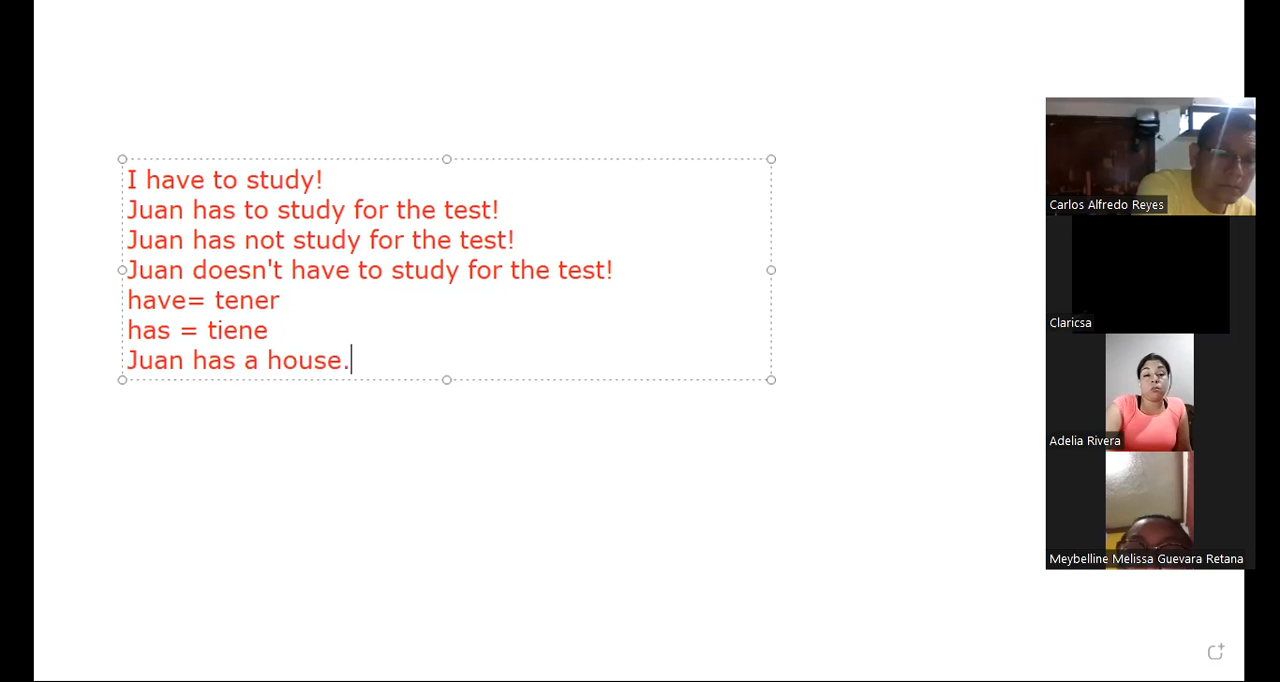 I have to study!
Juan has to study for the test!
Juan has not study for the test!
Juan doesn't have to study for the test!
have= tener
has = tiene
Juan has a house.
Carlos Alfredo Reyes
Claricsa
Adelia Rivera
Meybelline Melissa Guevara Retana